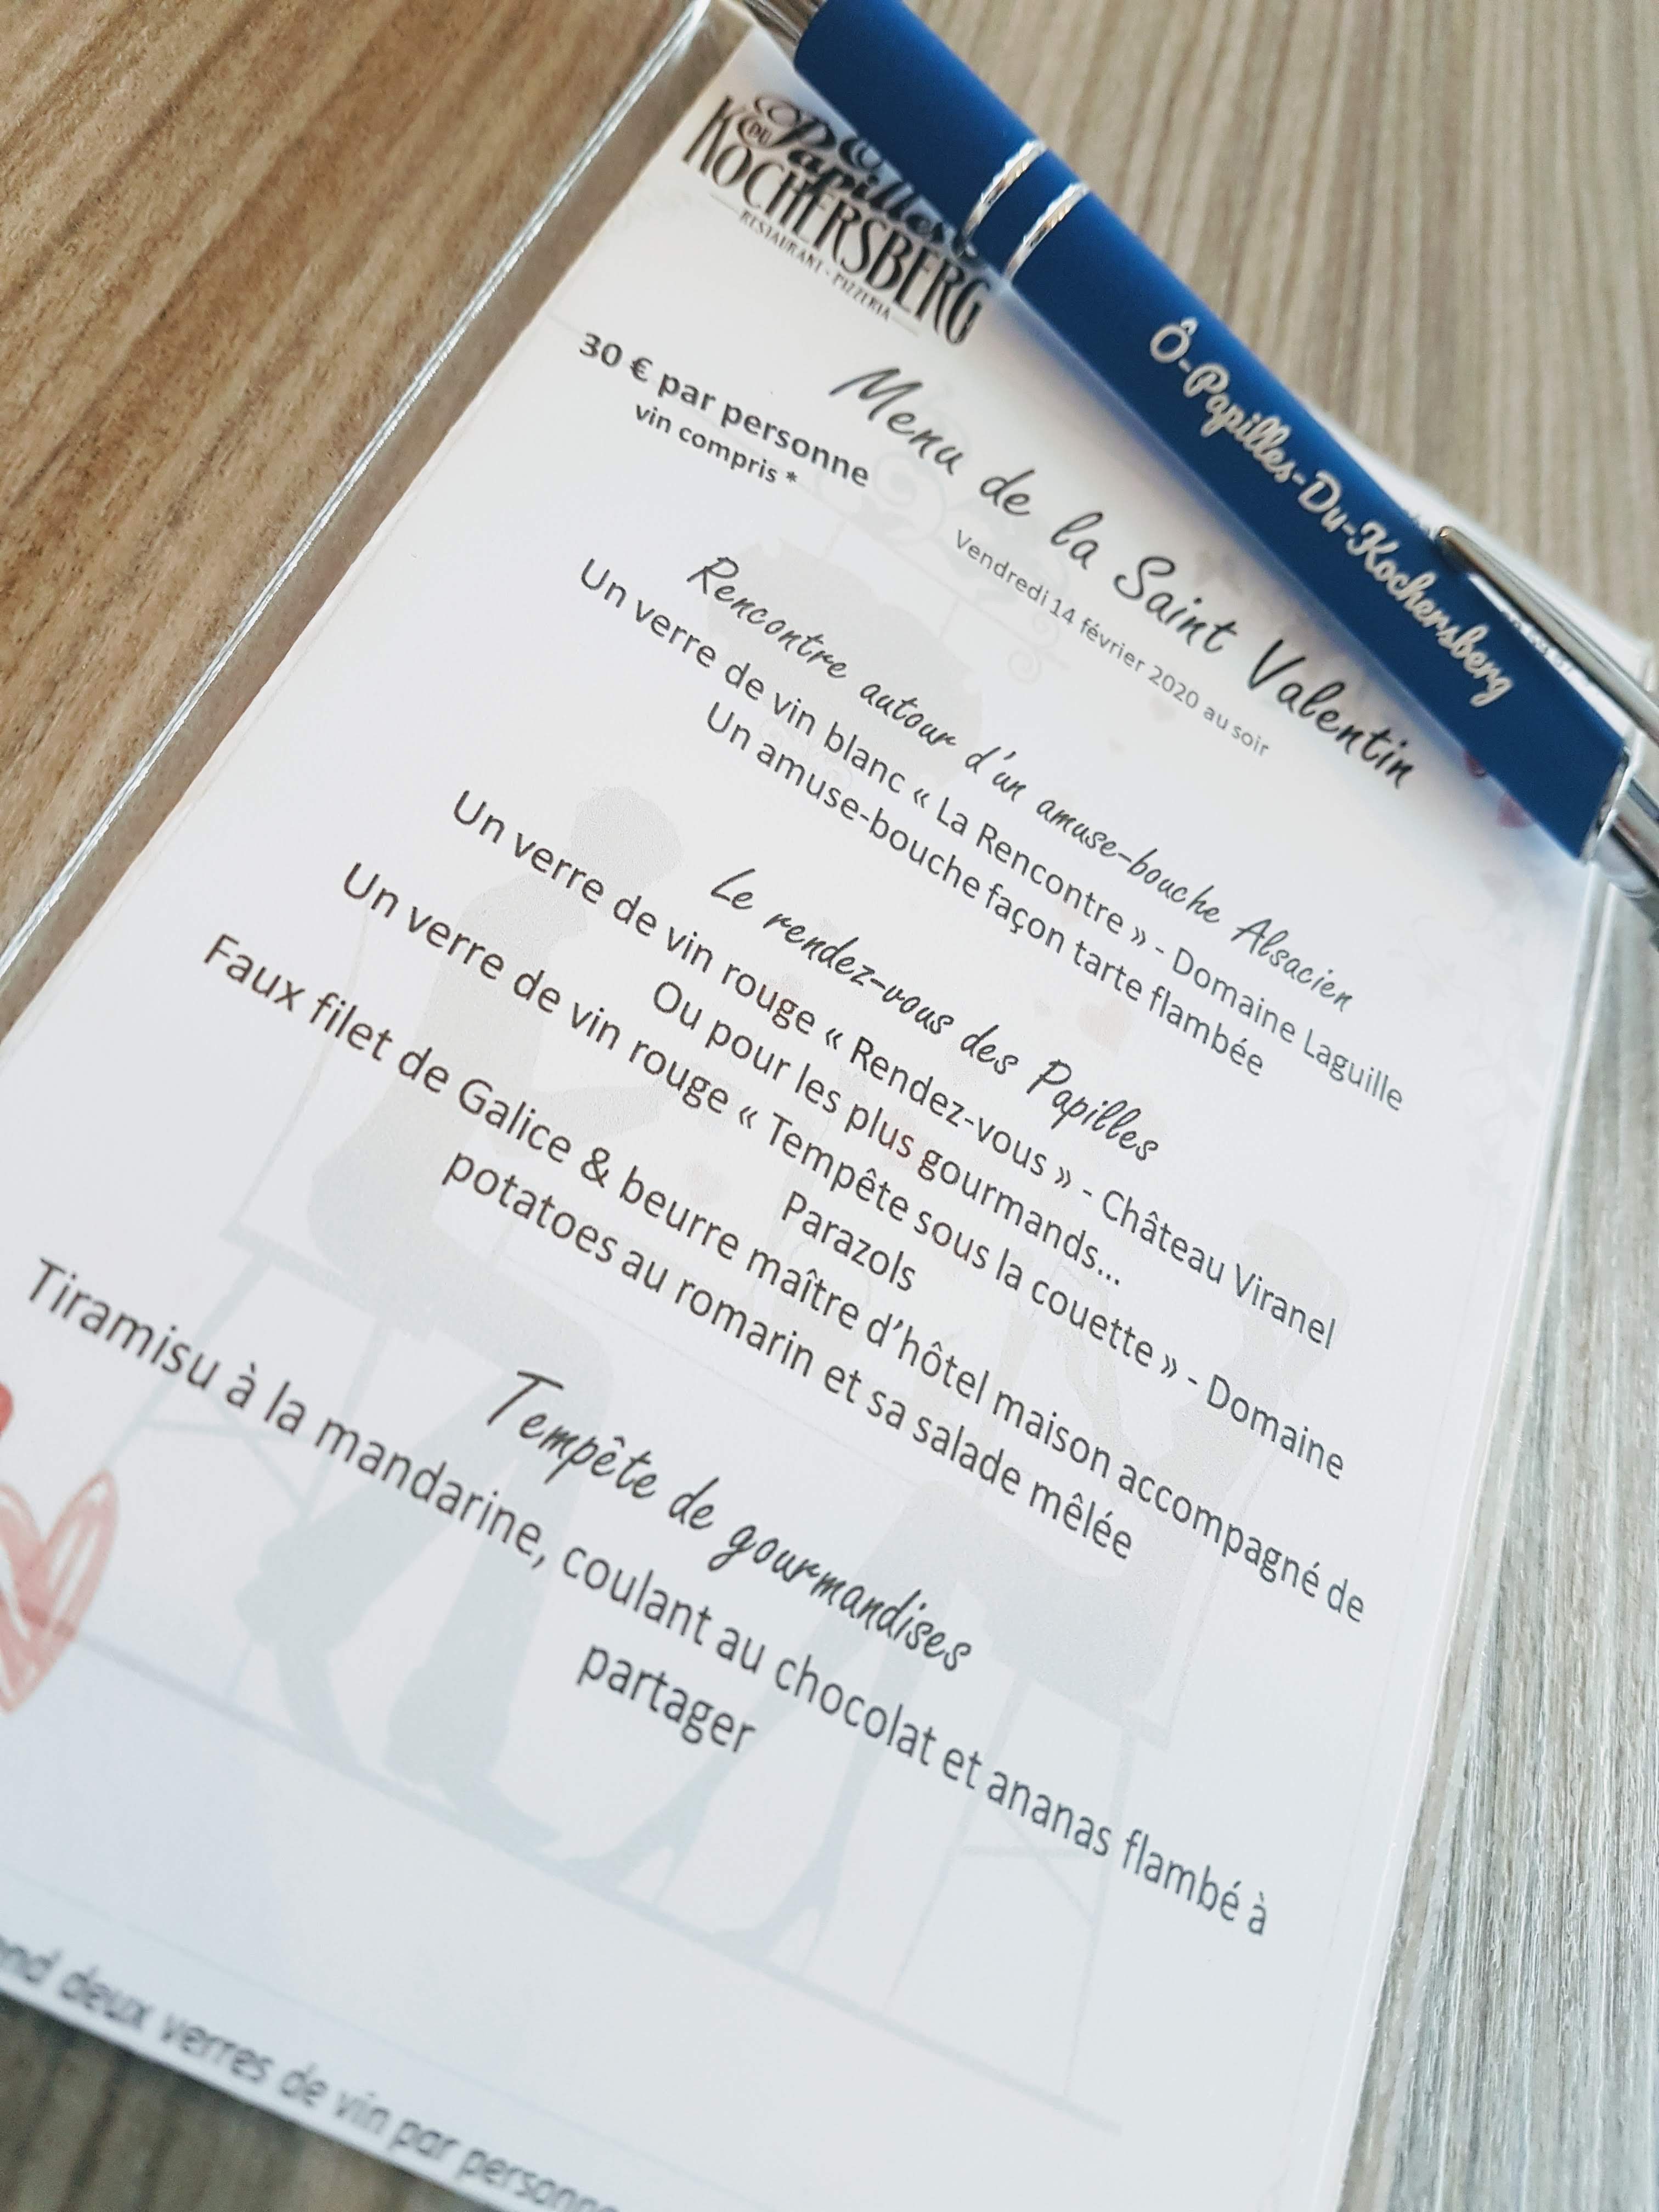 Ô
Papilles
DU
KOCHERSBERG
RESTAURANT - PIZZERIA
Ô-Papilles-Du-Kochersberg
Menu de la Saint Valentin
Vendredi 14 février 2020 au soir
30 € par personne
vin compris *
Rencontre autour d'un amuse-bouche Alsacien
Un verre de vin blanc « La Rencontre » - Domaine Laguille
Un amuse-bouche façon tarte flambée
Le rendez-vous des Papilles
Un verre de vin rouge « Rendez-vous » - Château Viranel
Ou pour les plus gourmands...
Un verre de vin rouge « Tempête sous la couette » - Domaine
Parazols
Faux filet de Galice & beurre maître d'hôtel maison accompagné de
potatoes au romarin et sa salade mêlée
Tempête de gourmandises
Tiramisu à la mandarine, coulant au chocolat et ananas flambé à
partager
deux verres de vin par personne